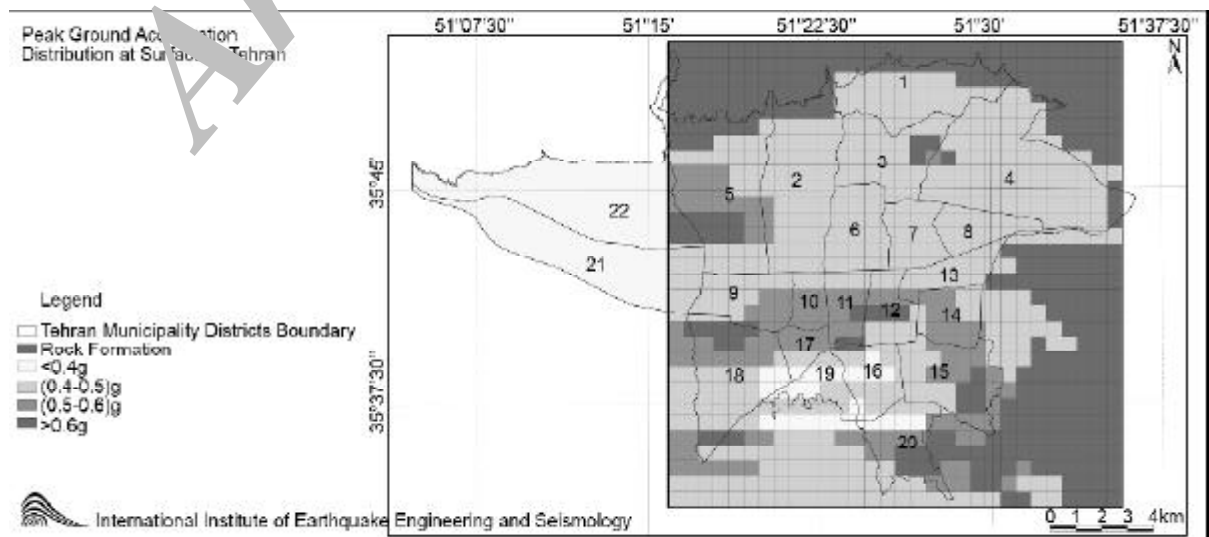 Peak Ground Acc
Distribution at Su
Tehran
51°07'30''
51°15'
51°22'30''
51°30'
51°37'30''
N
35°45'
35°37'30''
1
2
3
4
5
6
7
8
9
10
11
12
13
14
15
16
17
18
19
20
21
22
Legend
Tehran Municipality Districts Boundary
Rock Formation
<0.4g
(0.4-0.5)g
(0.5-0.6)g
>0.6g
International Institute of Earthquake Engineering and Seismology
0 1 2 3 4km